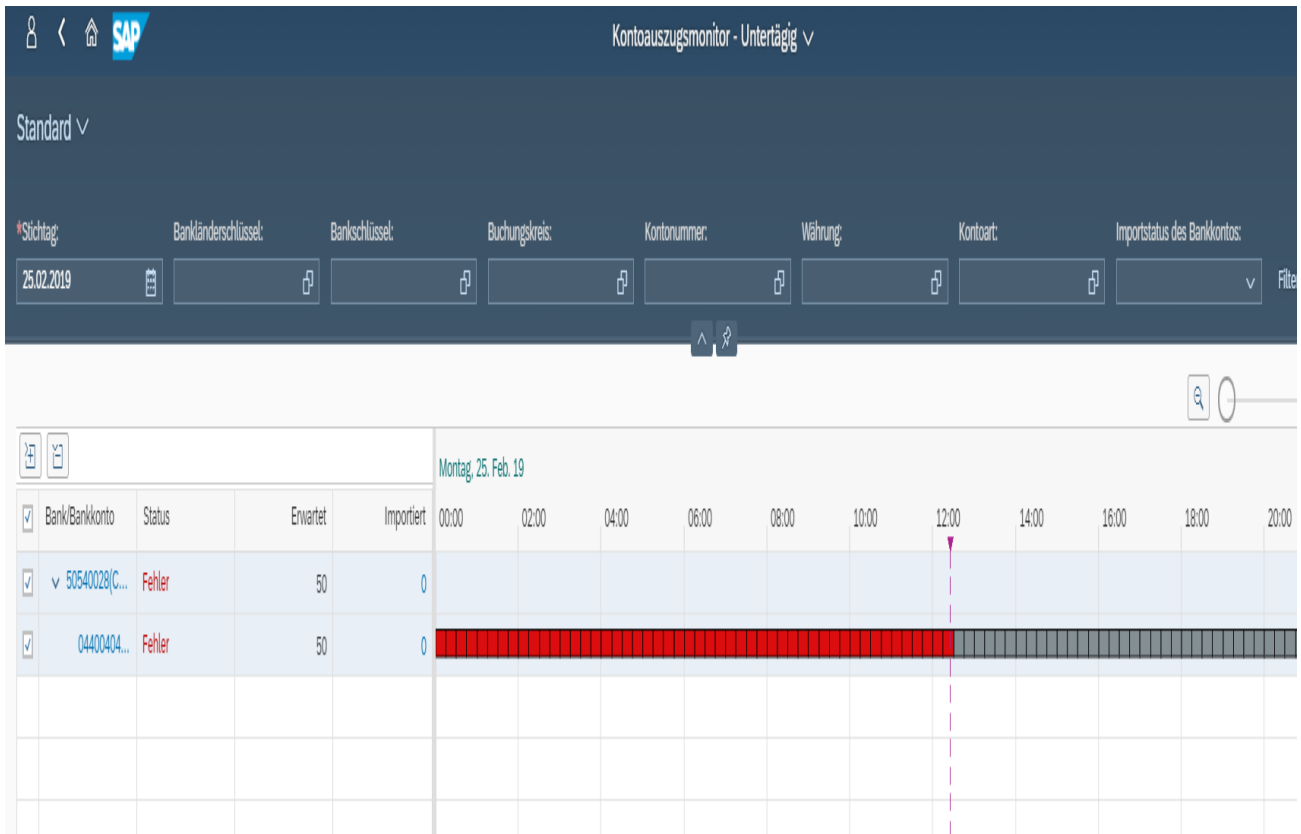 SAP
Kontoauszugsmonitor - Untertägig
Standard
*Stichtag: Bankländerschlüssel: Bankschlüssel: Buchungskreis: Kontonummer: Währung: Kontoart: Importstatus des Bankkontos:
25.02.2019 Filter
Montag, 25. Feb. 19
Bank/Bankkonto Status Erwartet Importiert 00:00 02:00 04:00 06:00 08:00 10:00 12:00 14:00 16:00 18:00 20:00
50540028(C... Fehler 50 0
04400404... Fehler 50 0